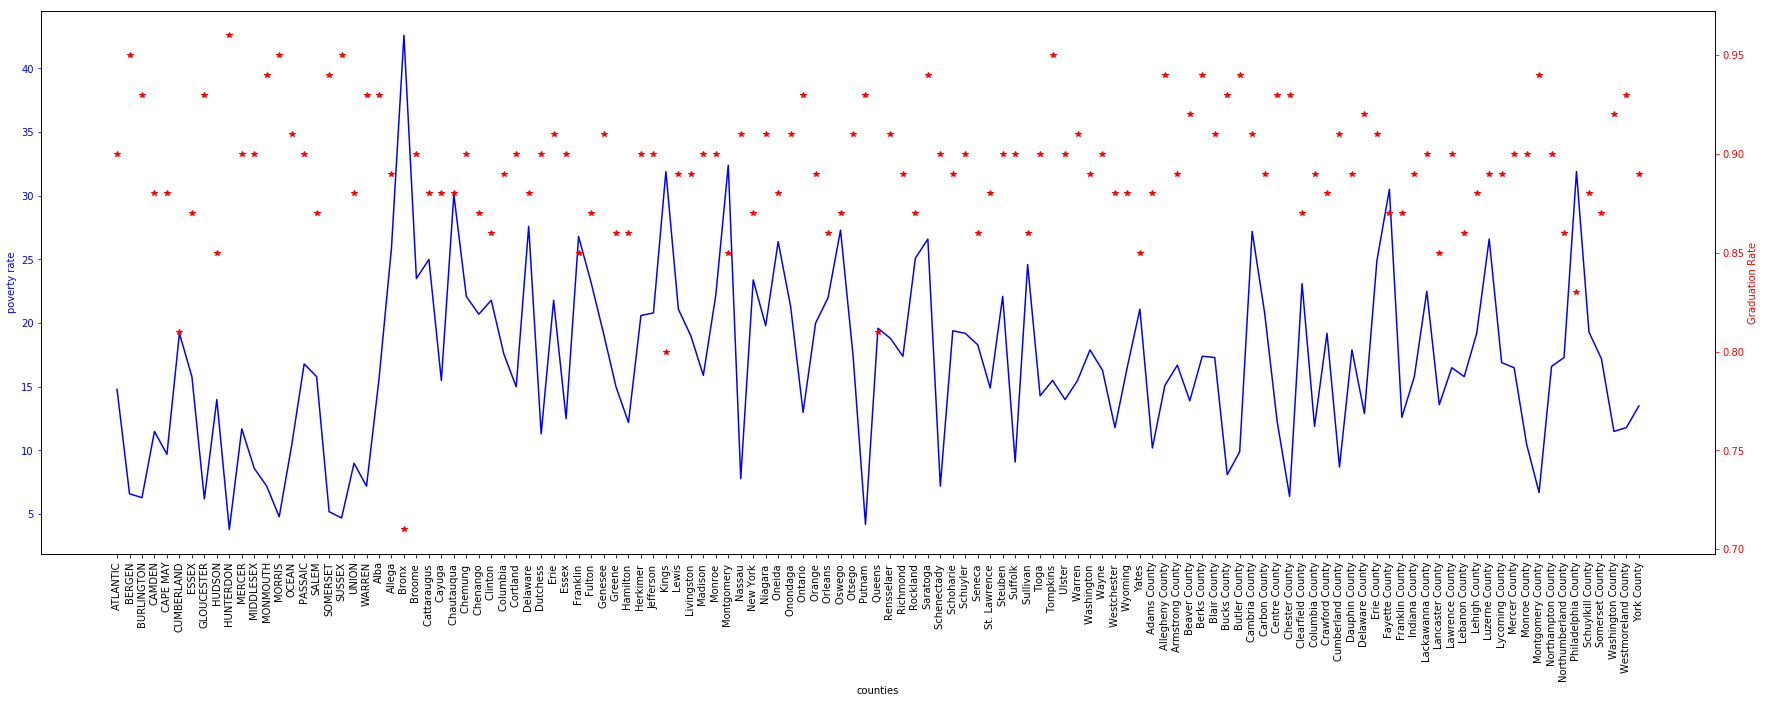 poverty rate
40
35
30
25
20
15
10
5
0.95
0.90
0.85
0.80
0.75
0.70
Graduation Rate
ATLANTIC
BERGEN
BURLINGTON
CAMDEN
CAPE MAY
CUMBERLAND
ESSEX
GLOUCESTER
HUDSON
HUNTERDON
MERCER
MIDDLESEX
MONMOUTH
MORRIS
OCEAN
PASSAIC
SALEM
SOMERSET
SUSSEX
UNION
WARREN
Alba
Allega
Bronx
Broome
Cattaraugus
Cayuga
Chautauqua
Chemung
Chenango
Clinton
Columbia
Cortland
Delaware
Dutchess
Erie
Essex
Franklin
Fulton
Genesee
Greene
Hamilton
Herkimer
Jefferson
Kings
Lewis
Livingston
Madison
Monroe
Montgomery
Nassau
New York
Niagara
Oneida
Onondaga
Ontario
Orange
Orleans
Oswego
Otsego
Putnam
Queens
Rensselaer
Richmond
Rockland
Saratoga
Schenectady
Schoharie
Schuyler
Seneca
St. Lawrence
Steuben
Suffolk
Sullivan
Tioga
Tompkins
Ulster
Warren
Washington
Wayne
Westchester
Wyoming
Yates
Adams County
Allegheny County
Armstrong County
Beaver County
Berks County
Blair County
Bucks County
Butler County
Cambria County
Carbon County
Centre County
Chester County
Clearfield County
Columbia County
Crawford County
Cumberland County
Dauphin County
Delaware County
Erie County
Fayette County
Franklin County
Indiana County
Lackawanna County
Lancaster County
Lawrence County
Lebanon County
Lehigh County
Luzerne County
Lycoming County
Mercer County
Monroe County
Montgomery County
Northampton County
Northumberland County
Philadelphia County
Schuylkill County
Somerset County
Washington County
Westmoreland County
York County
counties